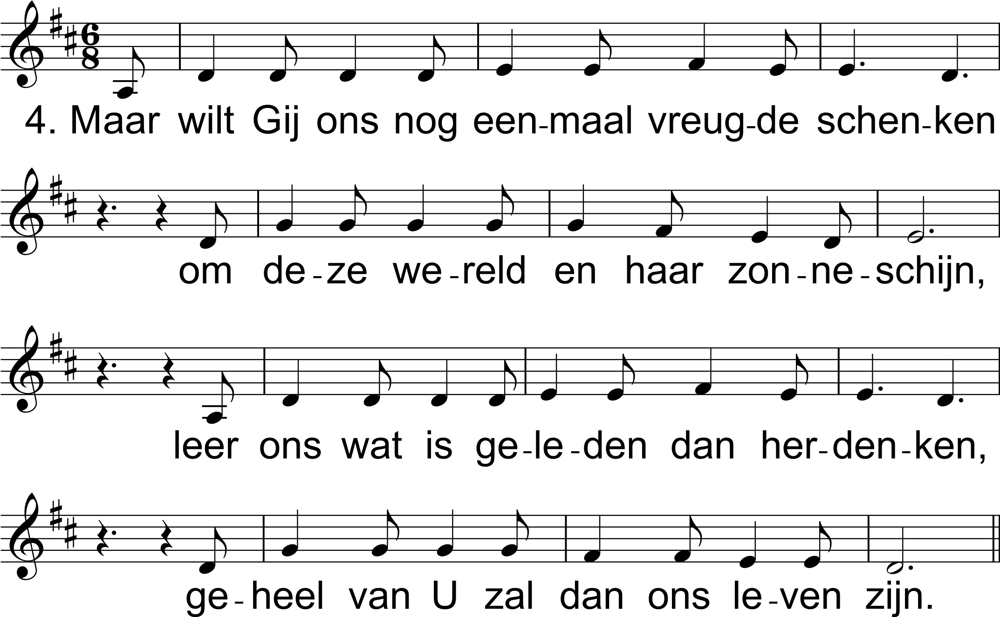 4. Maar wilt Gij ons nog een-maal vreug-de schen-ken
om de-ze we-reld en haar zon-ne-schijn,
leer ons wat is ge-le-den dan her-den-ken,
ge-heel van U zal dan ons le-ven zijn.